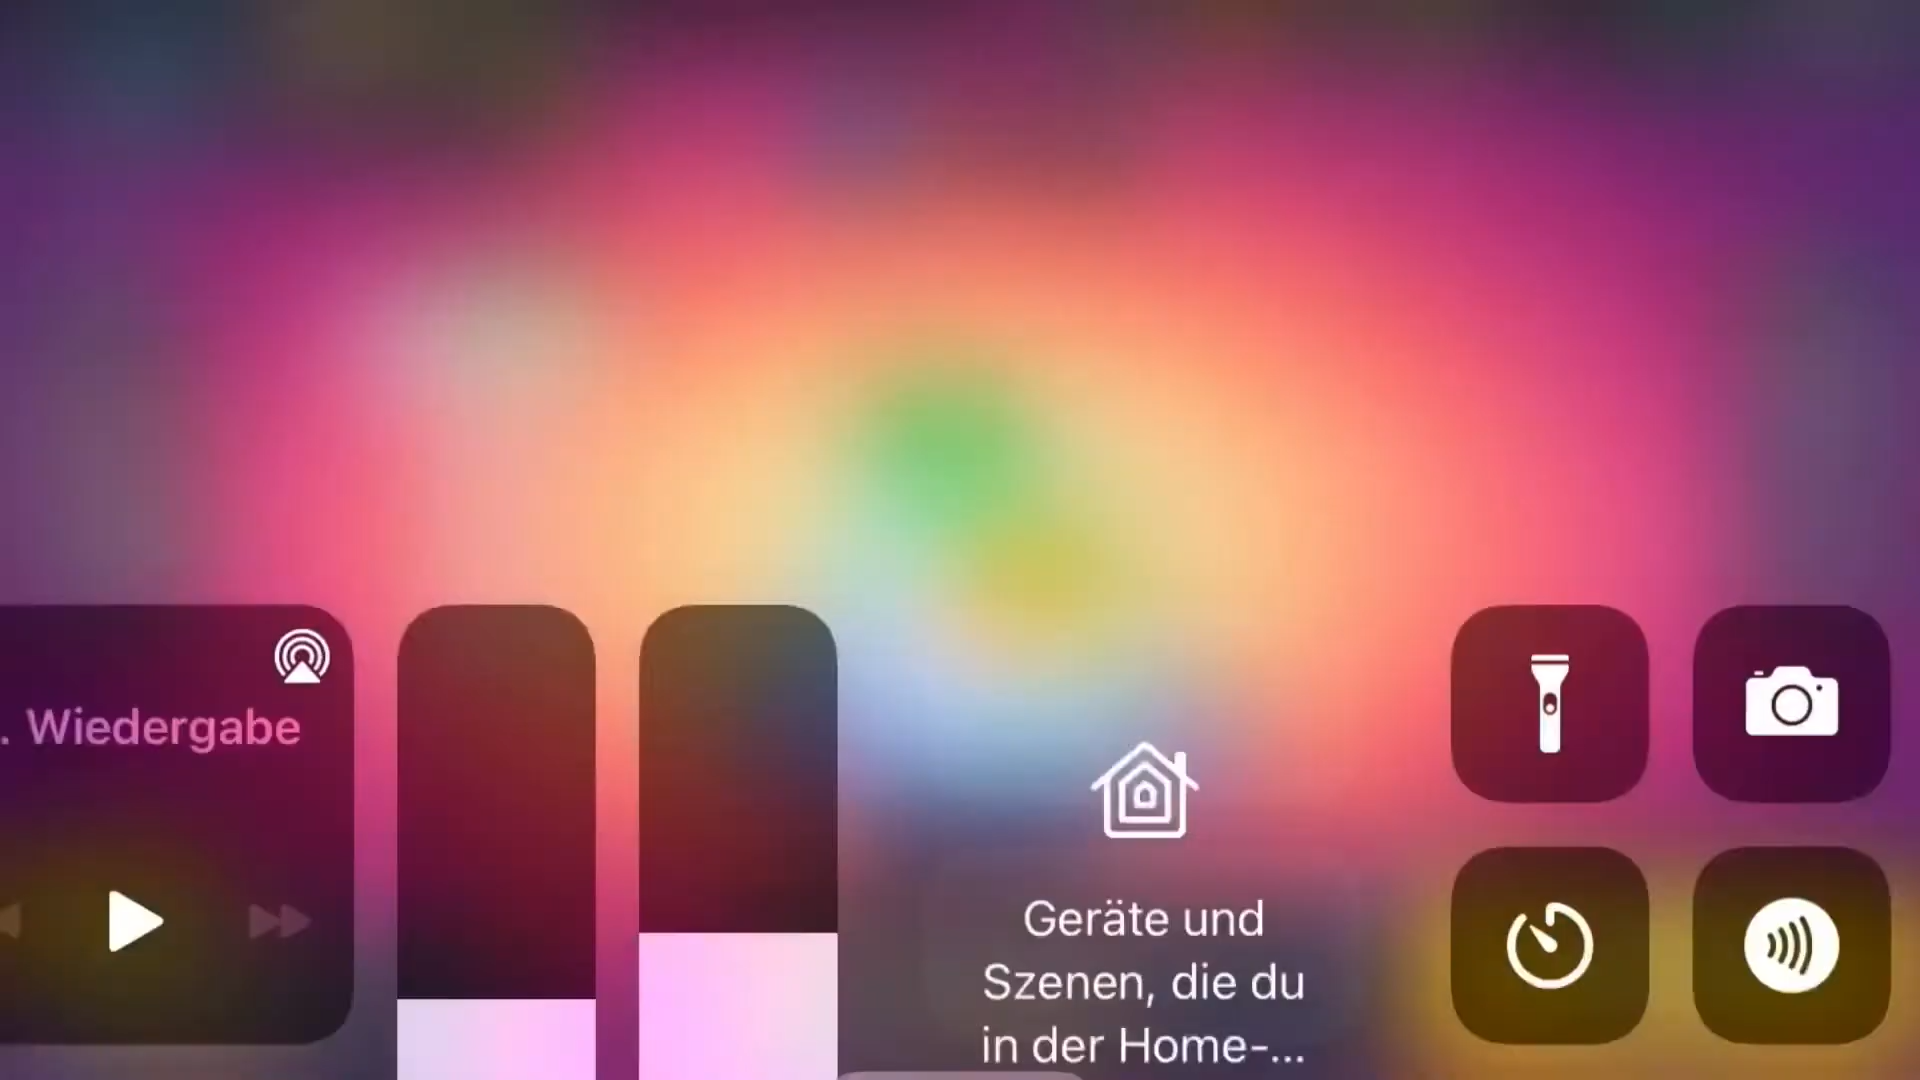 . Wiedergabe
Geräte und
Szenen, die du
in der Home-...